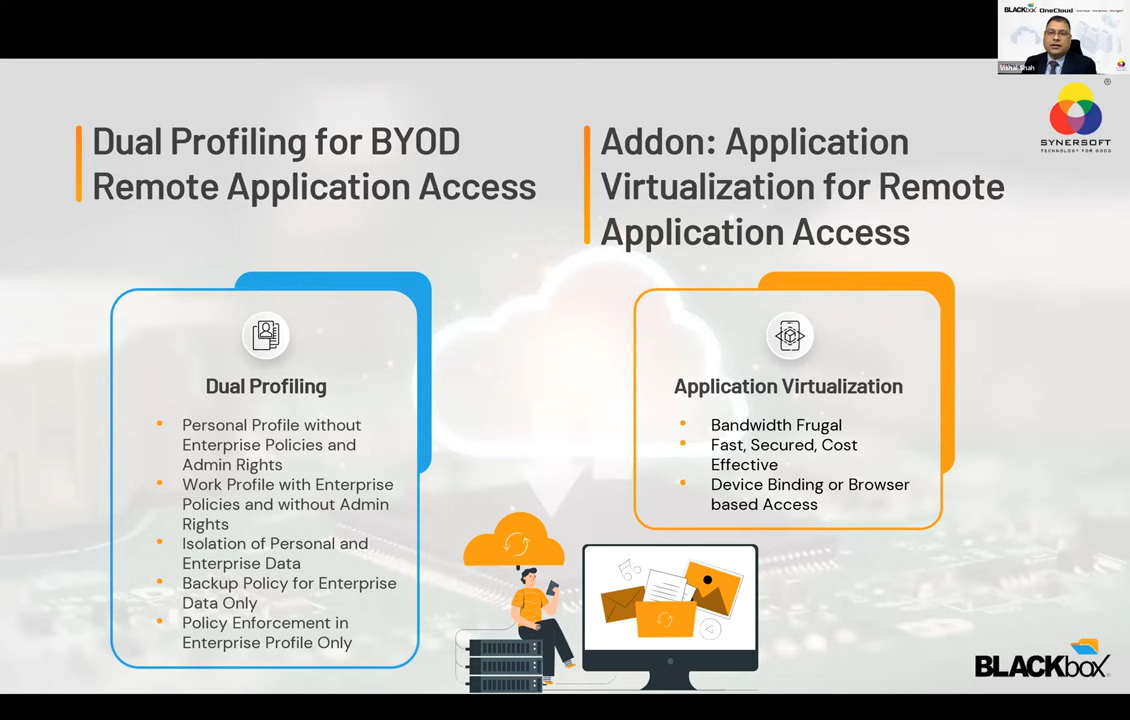 BLACKbox OneCloud
Vishal Shah
®
SYNERSOFT
TECHNOLOGY FOR GOOD
Dual Profiling for BYOD
Remote Application Access
Addon: Application
Virtualization for Remote
Application Access
Dual Profiling
• Personal Profile without
Enterprise Policies and
Admin Rights
• Work Profile with Enterprise
Policies and without Admin
Rights
• Isolation of Personal and
Enterprise Data
• Backup Policy for Enterprise
Data Only
• Policy Enforcement in
Enterprise Profile Only
Application Virtualization
• Bandwidth Frugal
• Fast, Secured, Cost
Effective
• Device Binding or Browser
based Access
BLACKbox